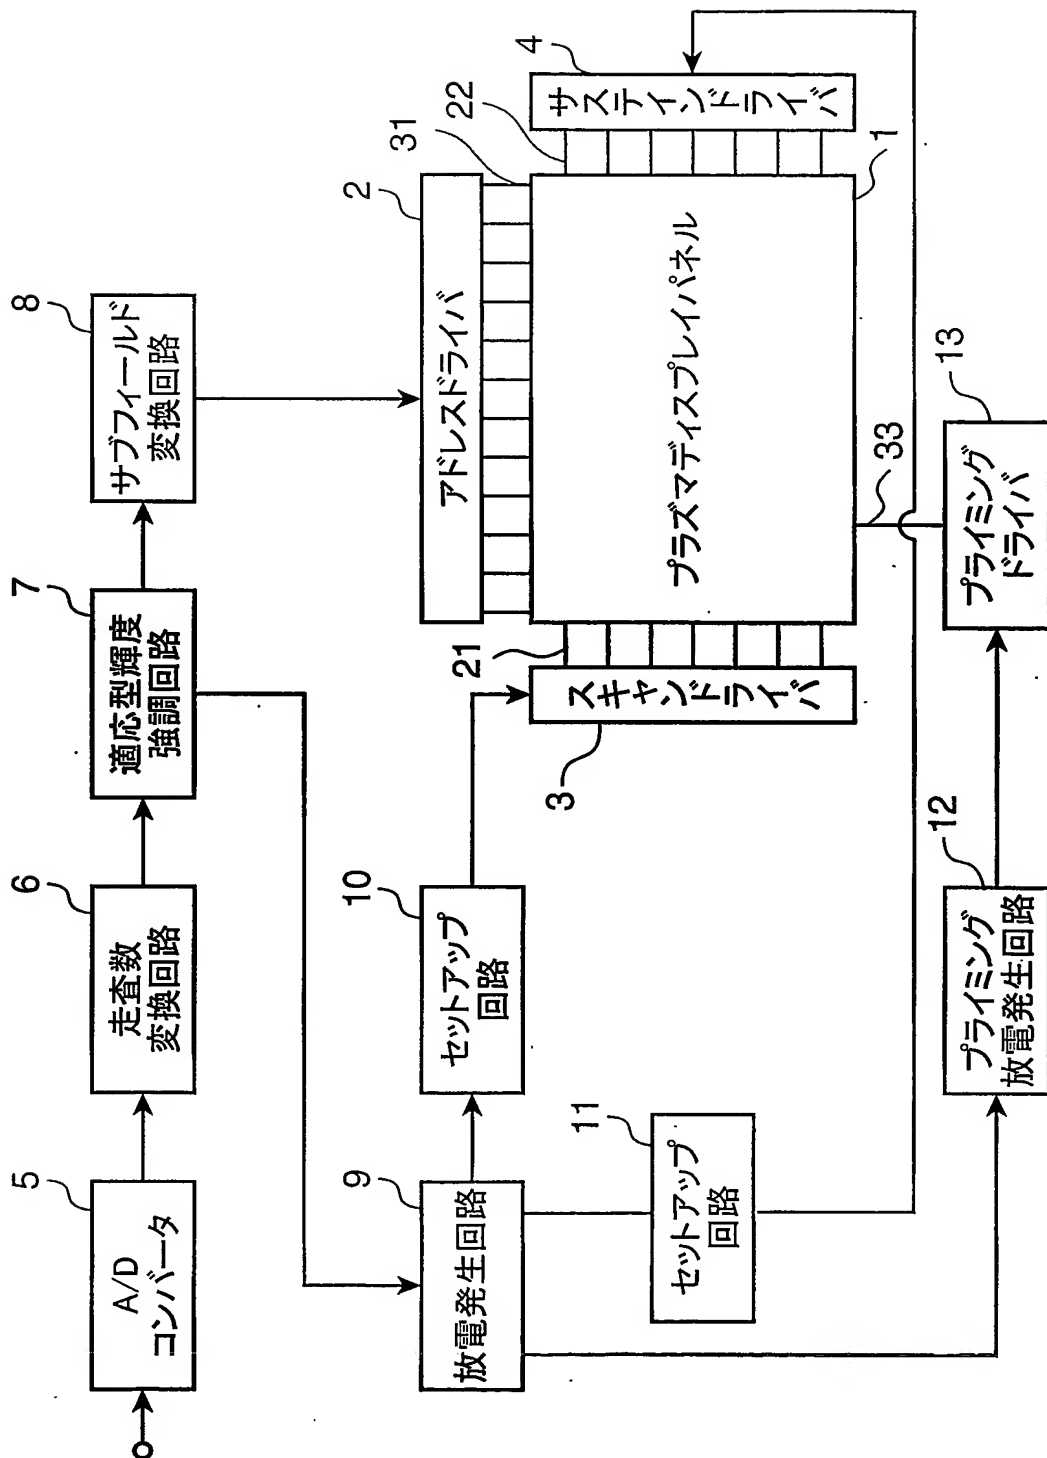 5
A/D
コンバータ
6
走査数
変換回路
7
適応型輝度
強調回路
8
サブフィールド
変換回路
9
放電発生回路
10
セットアップ
回路
11
セットアップ
回路
2
アドレスドライバ
31
21
スキャンドライバ
3
プラズマディスプレイパネル
22
4
サステインドライバ
1
33
12
プライミング
放電発生回路
13
プライミング
ドライバ